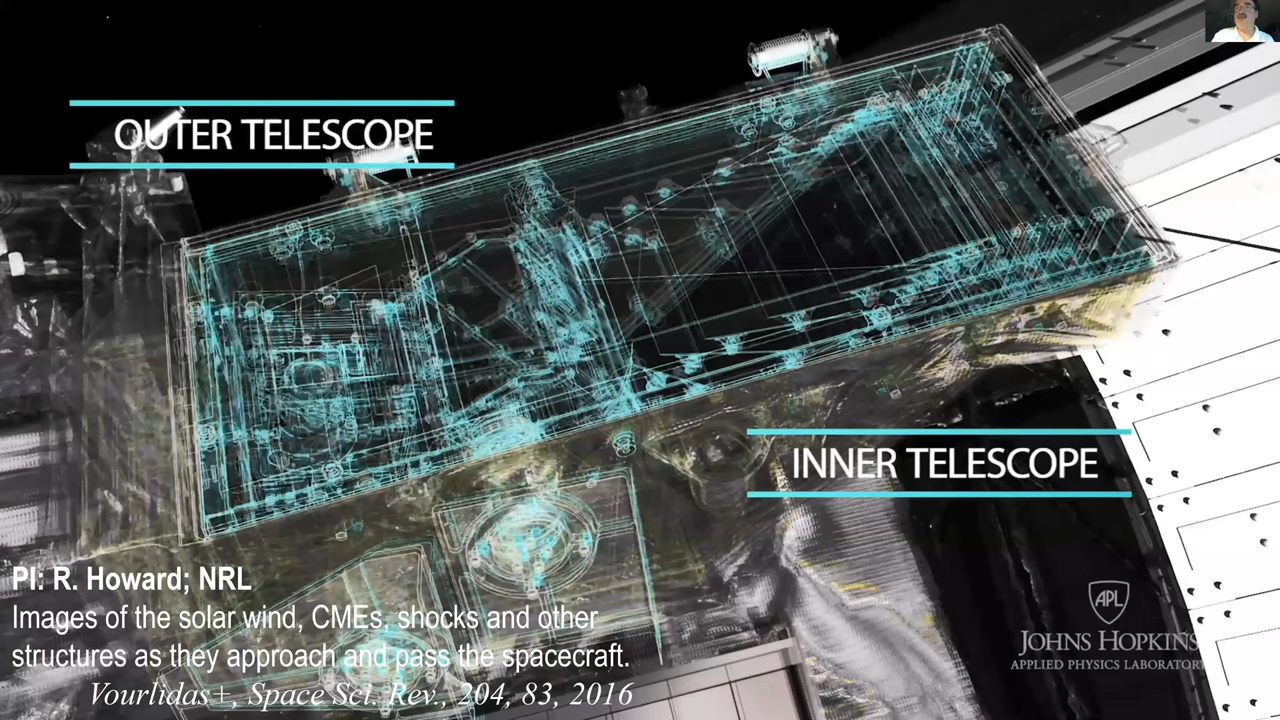 OUTER TELESCOPE
INNER TELESCOPE
PI: R. Howard; NRL
Images of the solar wind, CMEs, shocks and other
structures as they approach and pass the spacecraft.
Vourlidas+, Space Sci. Rev., 204, 83, 2016
APL
JOHNS HOPKINS
APPLIED PHYSICS LABORATORY